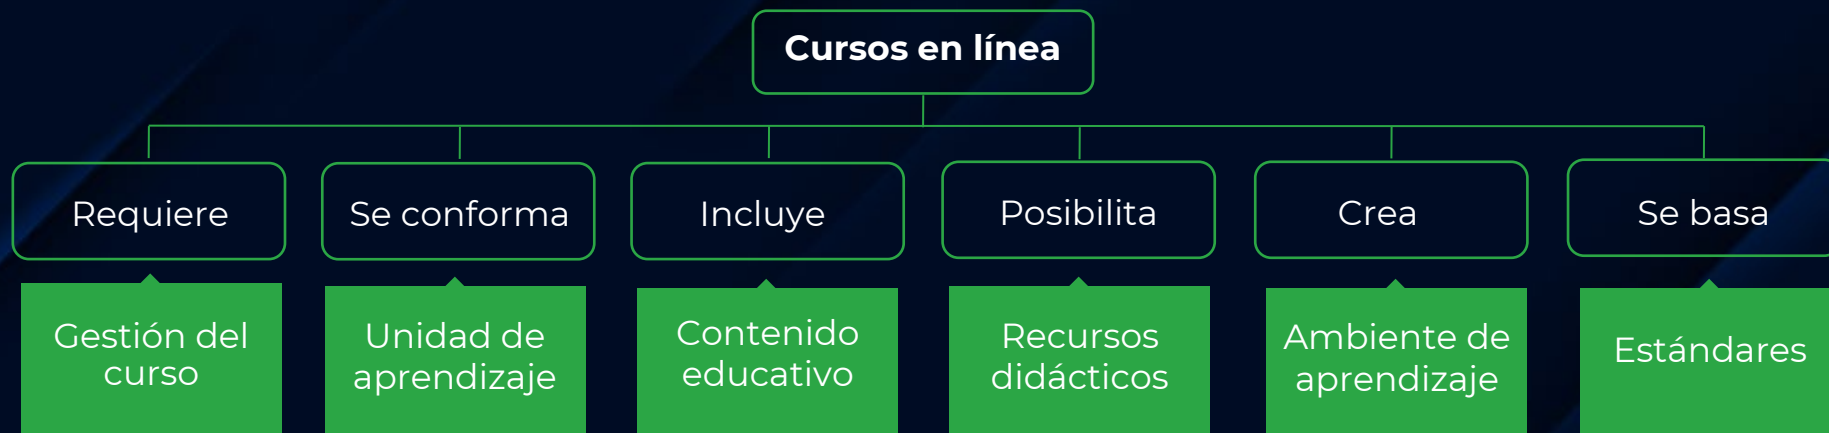 Cursos en línea
Requiere
Se conforma
Incluye
Posibilita
Crea
Se basa
Gestión del
curso
Unidad de
aprendizaje
Contenido
educativo
Recursos
didácticos
Ambiente de
aprendizaje
Estándares